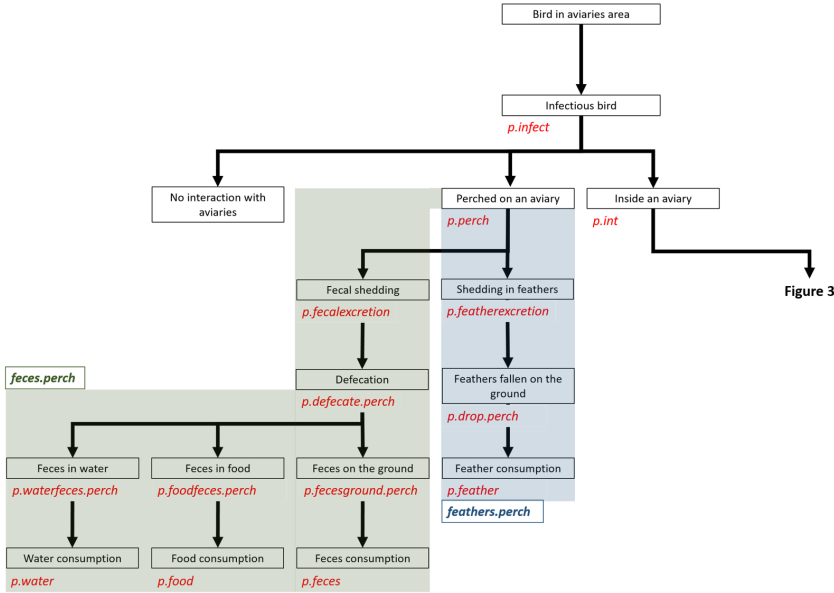 Bird in aviaries area
Infectious bird
p.infect
No interaction with
aviaries
Perched on an aviary
Inside an aviary
p.perch
p.int
Fecal shedding
Shedding in feathers
Figure 3
p.fecalexcretion
p.featherexcretion
feces.perch
Defecation
Feathers fallen on the
ground
p.defecate.perch
p.drop.perch
Feces in water
Feces in food
Feces on the ground
Feather consumption
p.waterfeces.perch
p.foodfeces.perch
p.fecesground.perch
p.feather
feathers.perch
Water consumption
Food consumption
Feces consumption
p.water
p.food
p.feces